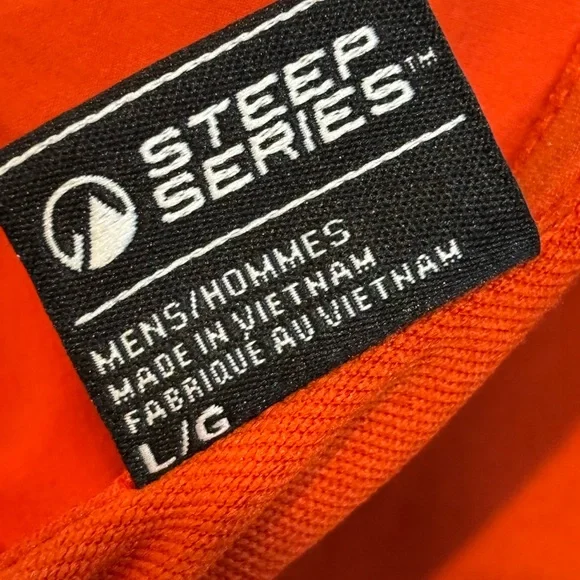 STEEP
SERIES™
MENS/HOMMES
MADE IN VIETNAM
FABRIQUÉ AU VIETNAM
L/G